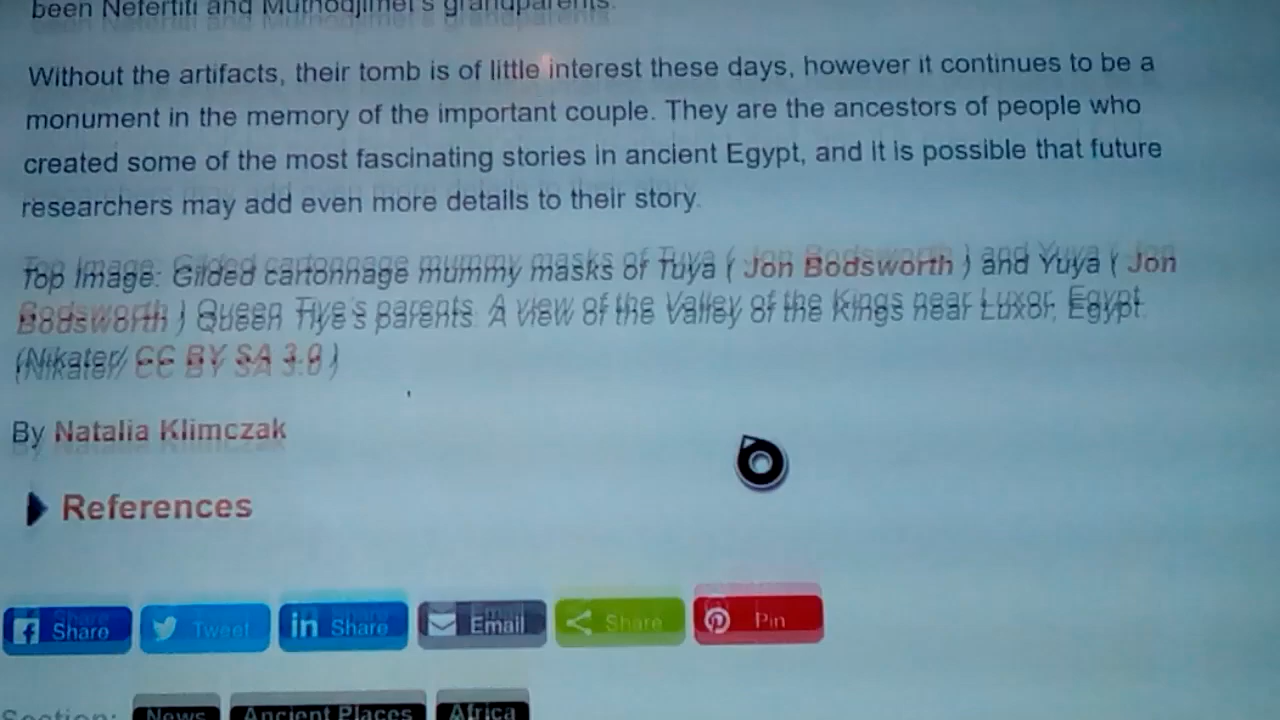 been Nefertiti and Mutnodjmet's grandparents.
Without the artifacts, their tomb is of little interest these days, however it continues to be a
monument in the memory of the important couple. They are the ancestors of people who
created some of the most fascinating stories in ancient Egypt, and it is possible that future
researchers may add even more details to their story.
Top Image: Gilded cartonnage mummy masks of Tuya ( Jon Bodsworth ) and Yuya ( Jon
Bodsworth ) Queen Tiye's parents. A view of the Valley of the Kings near Luxor, Egypt.
(Nikater/ CC BY SA 3.0 )
By Natalia Klimczak
References
Share Tweet in Share Email Share Pin
Section: News Ancient Places Africa